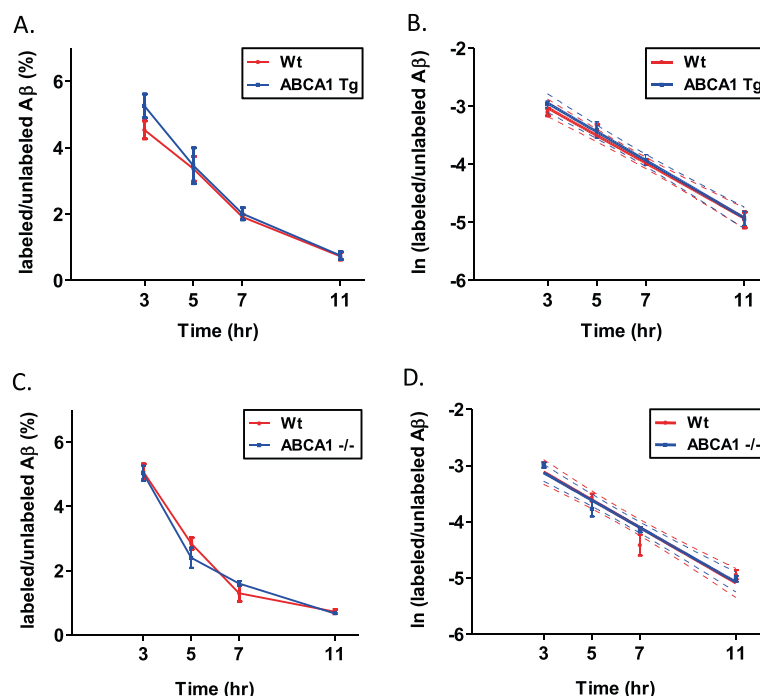 A.
labeled/unlabeled Aβ (%)
6
4
2
0
3 5 7 11
Time (hr)
Wt
ABCA1 Tg
B.
ln (labeled/unlabeled Aβ)
-2
-3
-4
-5
-6
3 5 7 11
Time (hr)
Wt
ABCA1 Tg
C.
labeled/unlabeled Aβ (%)
6
4
2
0
3 5 7 11
Time (hr)
Wt
ABCA1 -/-
D.
ln (labeled/unlabeled Aβ)
-2
-3
-4
-5
-6
3 5 7 11
Time (hr)
Wt
ABCA1 -/-